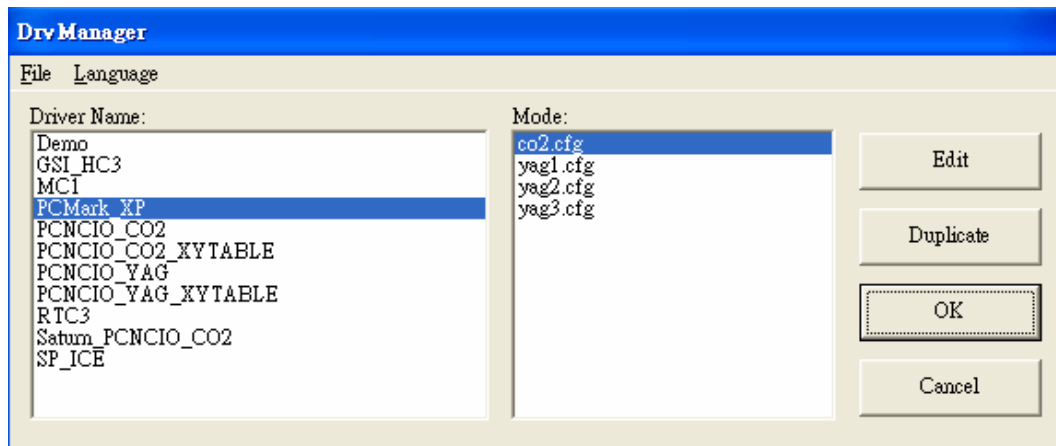 Drv Manager
File Language
Driver Name:
Demo
GSI_HC3
MC1
PCMark_XP
PCNCIO_CO2
PCNCIO_CO2_XYTABLE
PCNCIO_YAG
PCNCIO_YAG_XYTABLE
RTC3
Saturn_PCNCIO_CO2
SP_ICE
Mode:
co2.cfg
yag1.cfg
yag2.cfg
yag3.cfg
Edit
Duplicate
OK
Cancel